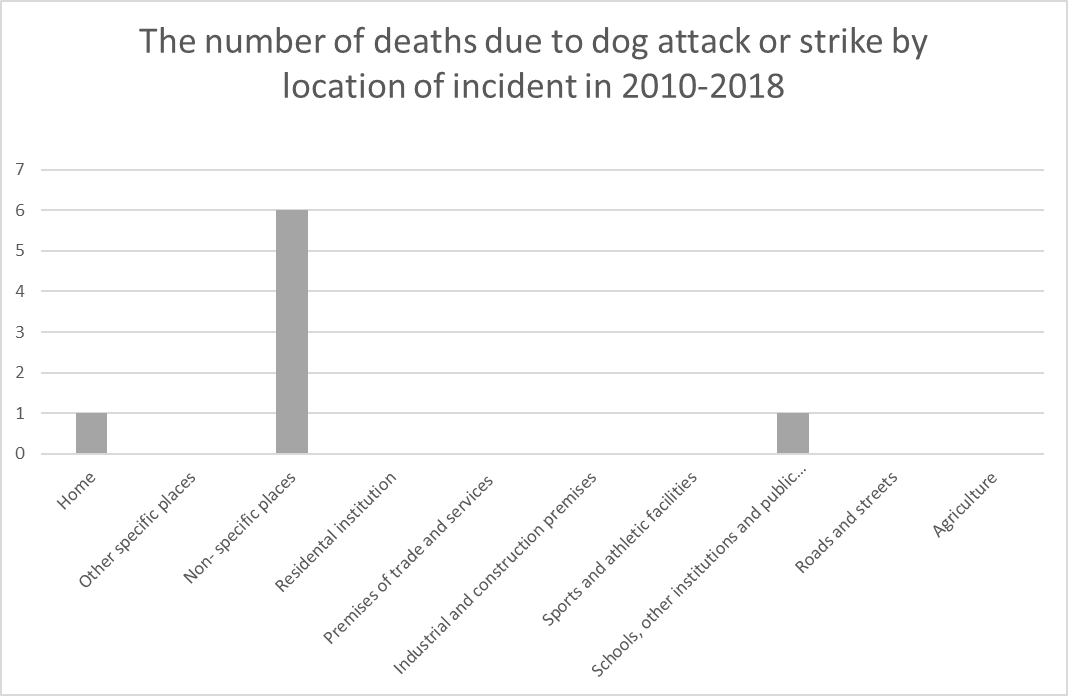 The number of deaths due to dog attack or strike by
location of incident in 2010-2018
7
6
5
4
3
2
1
0
Home
Other specific places
Non- specific places
Residental institution
Premises of trade and services
Industrial and construction premises
Sports and athletic facilities
Schools, other institutions and public...
Roads and streets
Agriculture